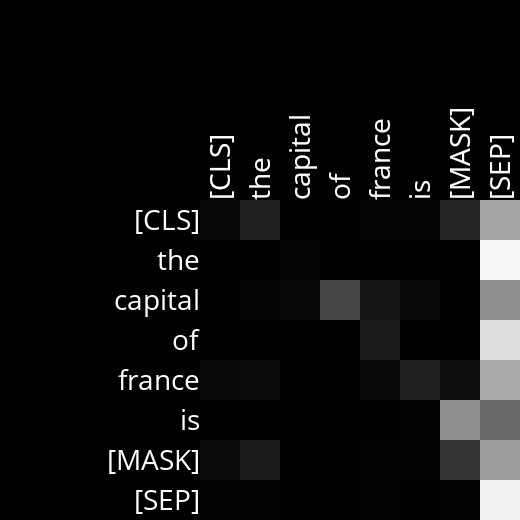 [CLS] the capital of france is [MASK] [SEP]
[CLS]
the
capital
of
france
is
[MASK]
[SEP]